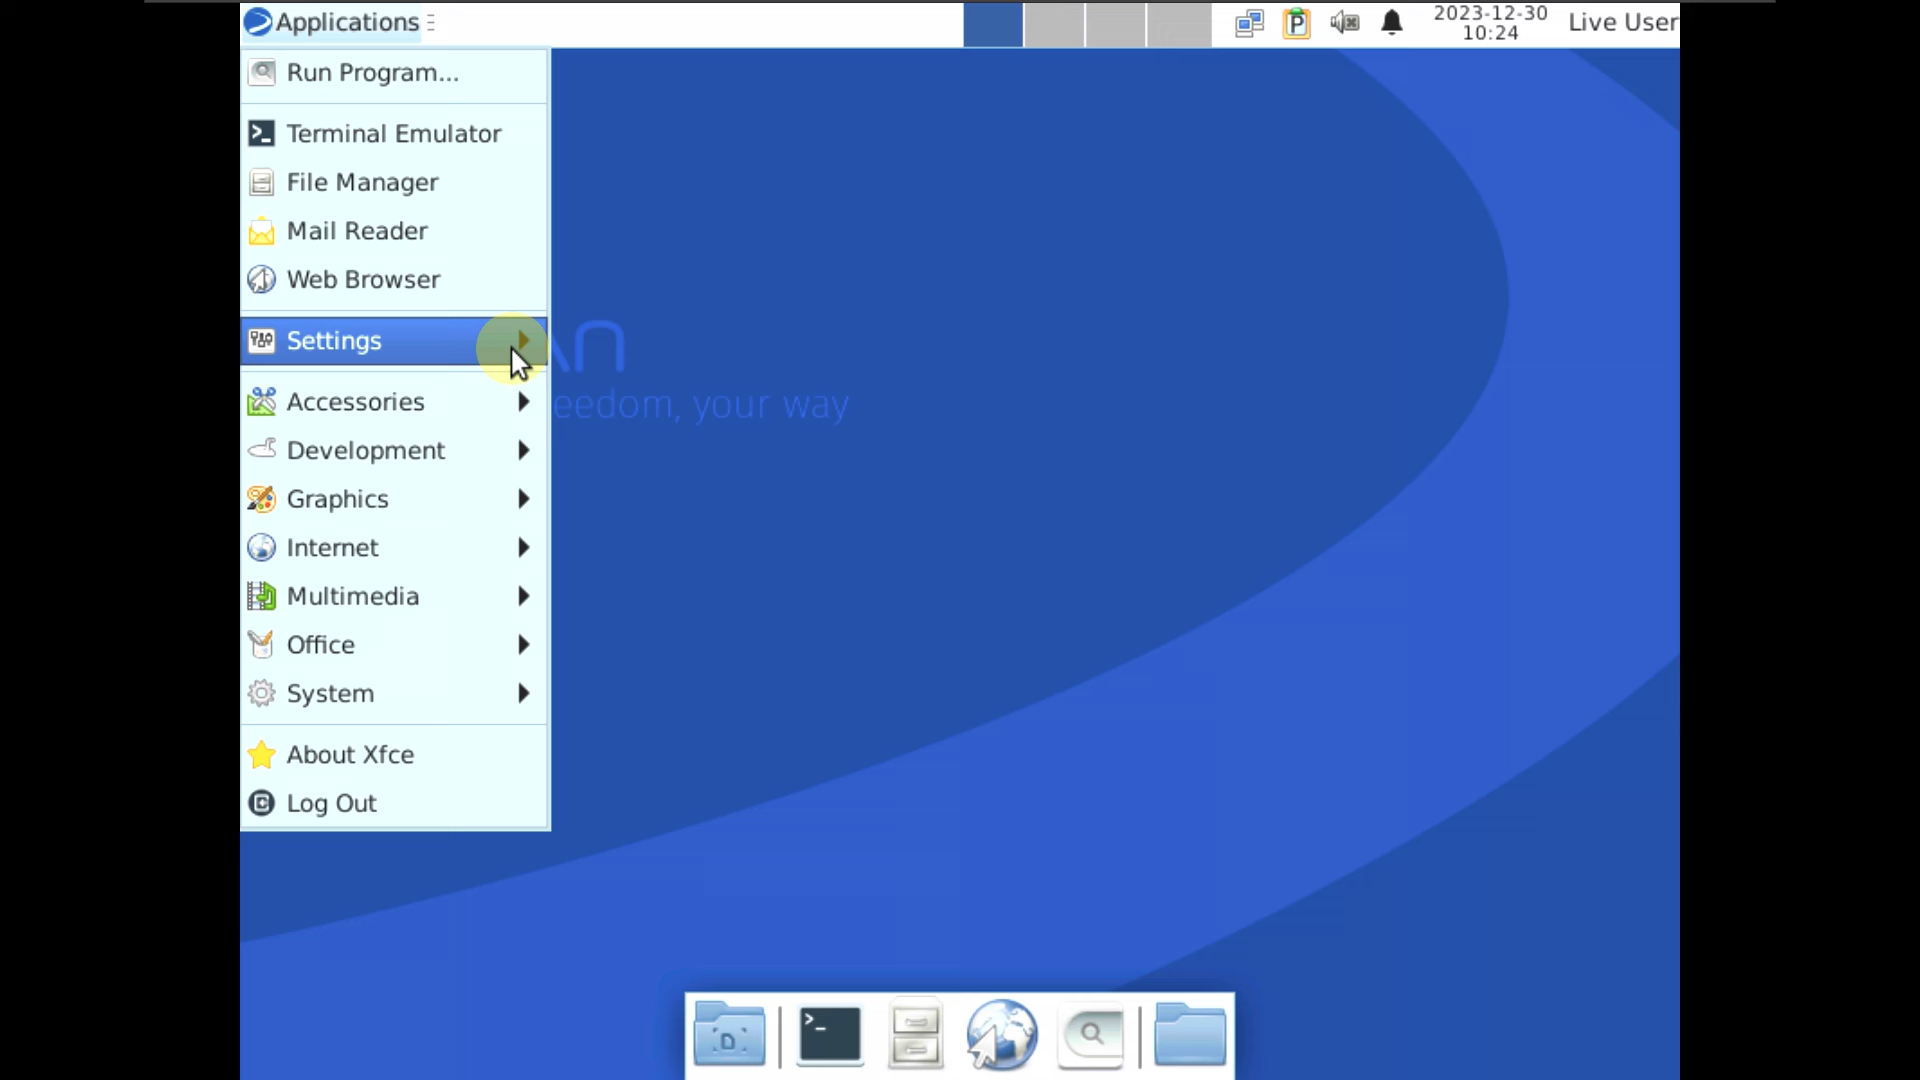 Applications
2023-12-30
10:24
Live User
Run Program...
Terminal Emulator
File Manager
Mail Reader
Web Browser
Settings
Accessories
eedom, your way
Development
Graphics
Internet
Multimedia
Office
System
About Xfce
Log Out